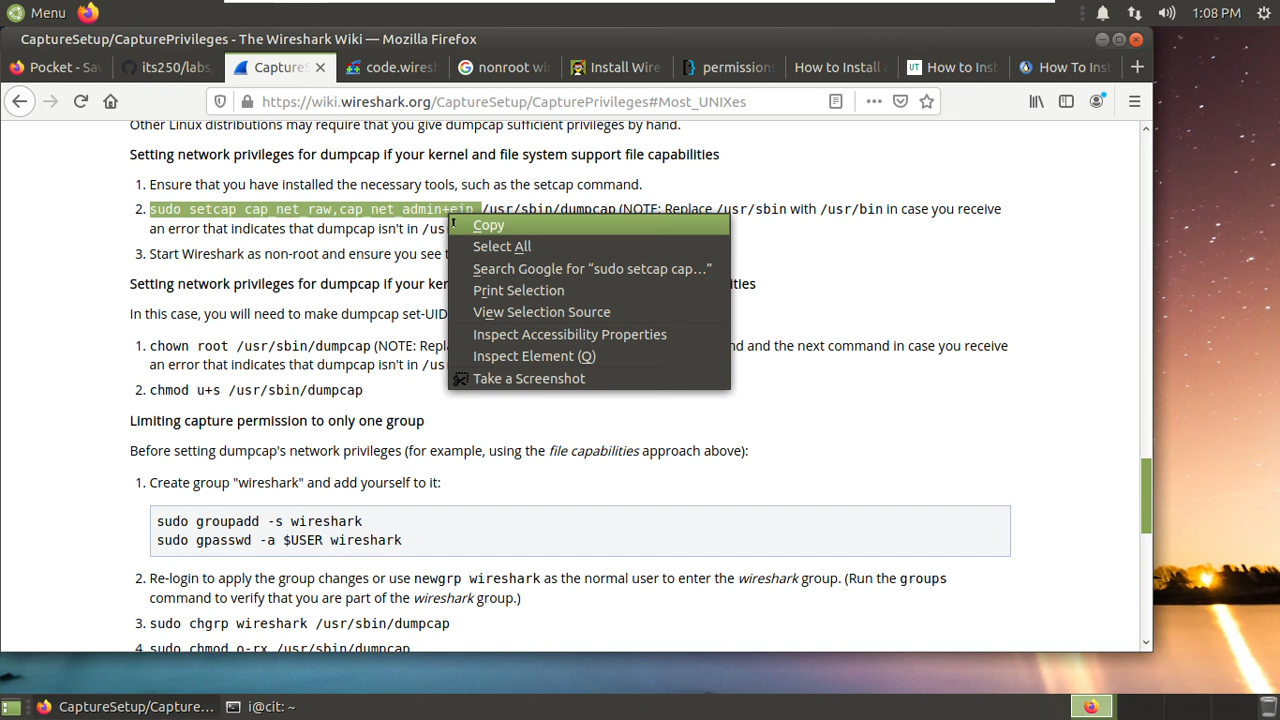 Menu
1:08 PM
CaptureSetup/CapturePrivileges - The Wireshark Wiki — Mozilla Firefox
Pocket - Sav
its250/labs
CaptureS
code.wiresh
nonroot wi
Install Wire
permissions
How to Install
How to Inst
How To Inst
https://wiki.wireshark.org/CaptureSetup/CapturePrivileges#Most_UNIXes
Other Linux distributions may require that you give dumpcap sufficient privileges by hand.
Setting network privileges for dumpcap if your kernel and file system support file capabilities
1. Ensure that you have installed the necessary tools, such as the setcap command.
2. sudo setcap cap_net_raw,cap_net_admin+eip /usr/sbin/dumpcap (NOTE: Replace /usr/sbin with /usr/bin in case you receive
an error that indicates that dumpcap isn't in /us
3. Start Wireshark as non-root and ensure you see t
Copy
Select All
Search Google for “sudo setcap cap…”
Print Selection
View Selection Source
Inspect Accessibility Properties
Inspect Element (Q)
Take a Screenshot
Setting network privileges for dumpcap if your ker
ities
In this case, you will need to make dumpcap set-UID
1. chown root /usr/sbin/dumpcap (NOTE: Repl
nd and the next command in case you receive
an error that indicates that dumpcap isn't in /us
2. chmod u+s /usr/sbin/dumpcap
Limiting capture permission to only one group
Before setting dumpcap's network privileges (for example, using the file capabilities approach above):
1. Create group "wireshark" and add yourself to it:
sudo groupadd -s wireshark
sudo gpasswd -a $USER wireshark
2. Re-login to apply the group changes or use newgrp wireshark as the normal user to enter the wireshark group. (Run the groups
command to verify that you are part of the wireshark group.)
3. sudo chgrp wireshark /usr/sbin/dumpcap
4. sudo chmod o-rx /usr/sbin/dumpcap
CaptureSetup/Capture...
i@cit: ~